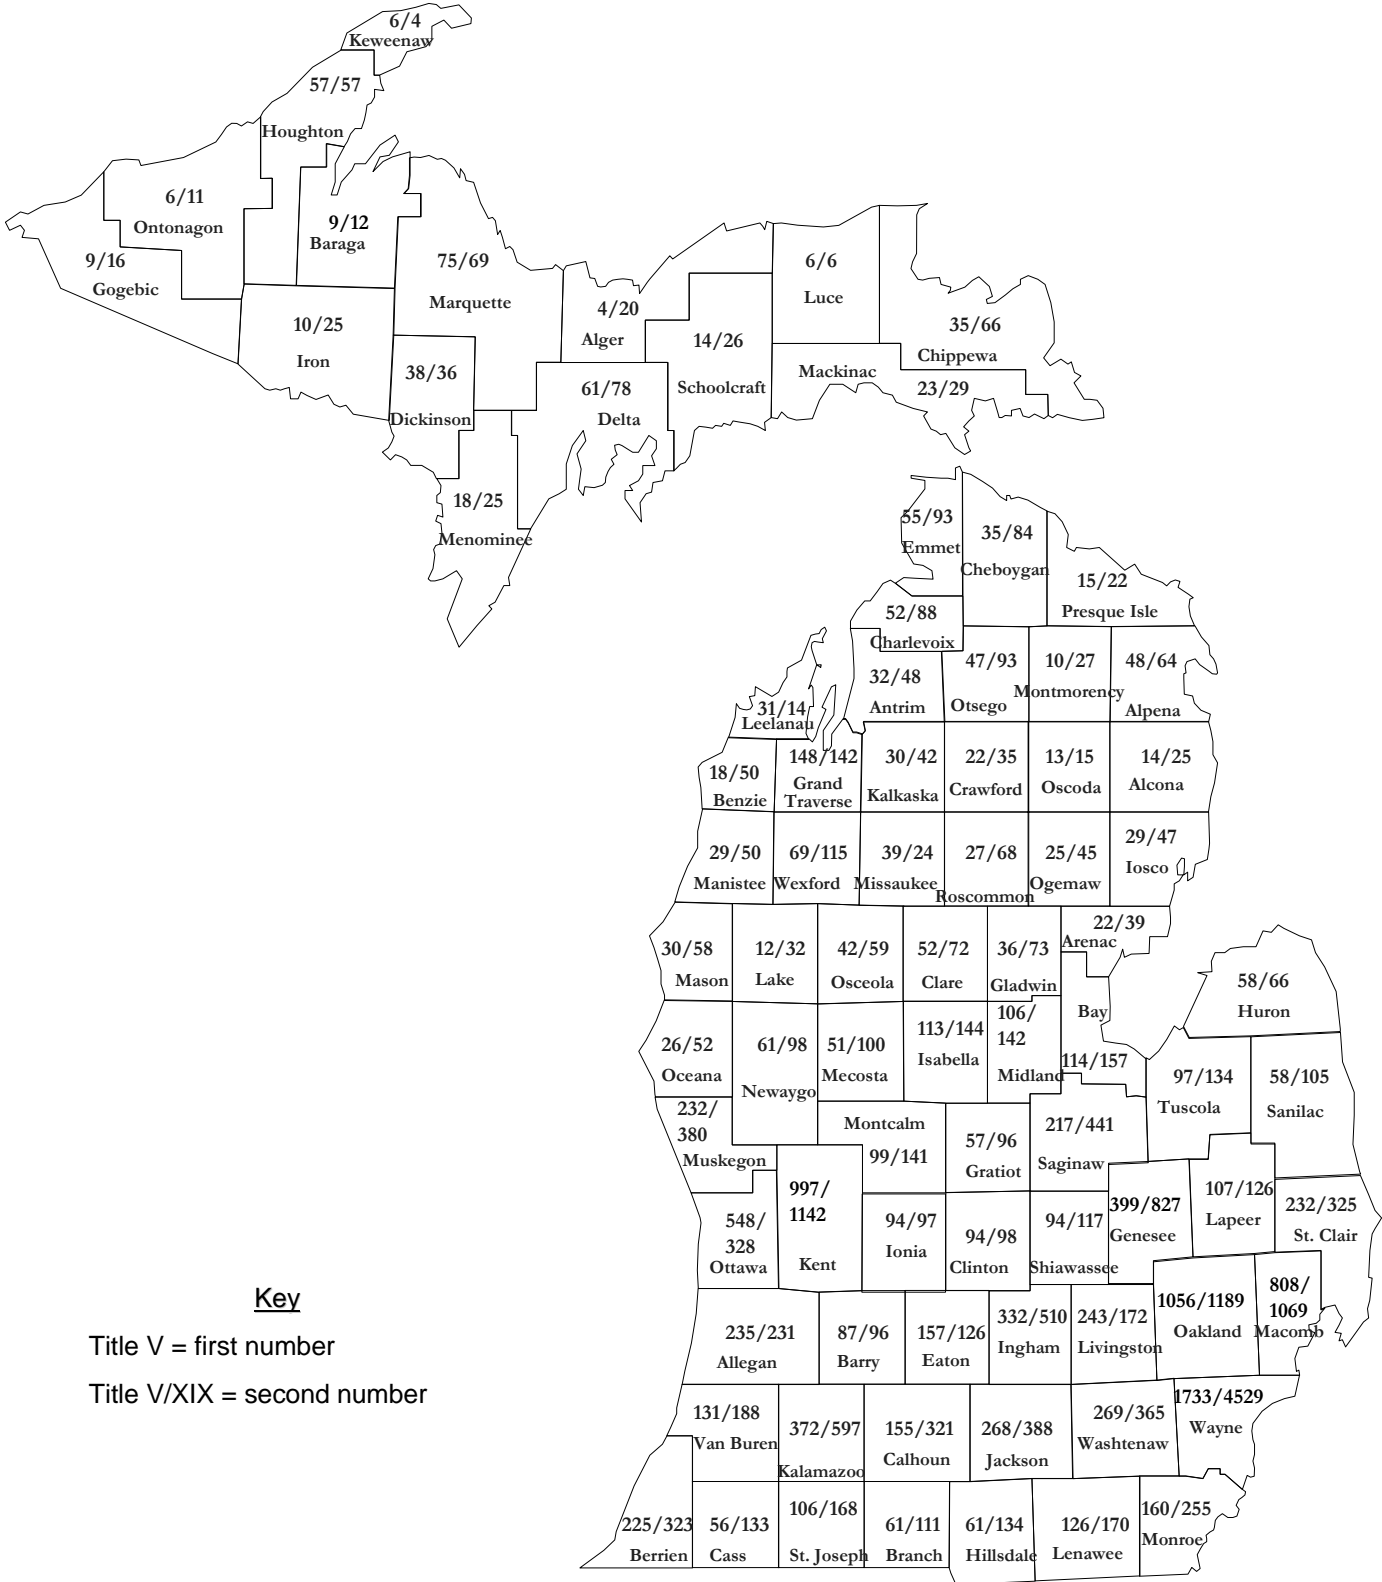 6/4
Keweenaw
57/57
Houghton
6/11
Ontonagon
9/12
Baraga
9/16
Gogebic
75/69
Marquette
10/25
Iron
4/20
Alger
6/6
Luce
35/66
Chippewa
14/26
Schoolcraft
Mackinac
23/29
38/36
Dickinson
61/78
Delta
18/25
Menominee
55/93
Emmet
35/84
Cheboygan
15/22
Presque Isle
52/88
Charlevoix
32/48
Antrim
47/93
Otsego
10/27
Montmorency
48/64
Alpena
31/14
Leelanau
18/50
Benzie
148/142
Grand
Traverse
30/42
Kalkaska
22/35
Crawford
13/15
Oscoda
14/25
Alcona
29/50
Manistee
69/115
Wexford
39/24
Missaukee
27/68
Roscommon
25/45
Ogemaw
29/47
Iosco
30/58
Mason
12/32
Lake
42/59
Osceola
52/72
Clare
36/73
Gladwin
22/39
Arenac
58/66
Huron
26/52
Oceana
61/98
Newaygo
51/100
Mecosta
113/144
Isabella
106/
142
Midland
Bay
114/157
97/134
Tuscola
58/105
Sanilac
232/
380
Muskegon
Montcalm
99/141
57/96
Gratiot
217/441
Saginaw
548/
328
Ottawa
997/
1142
Kent
94/97
Ionia
94/98
Clinton
94/117
Shiawassee
399/827
Genesee
107/126
Lapeer
232/325
St. Clair
235/231
Allegan
87/96
Barry
157/126
Eaton
332/510
Ingham
243/172
Livingston
1056/1189
Oakland
808/
1069
Macomb
131/188
Van Buren
372/597
Kalamazoo
155/321
Calhoun
268/388
Jackson
269/365
Washtenaw
1733/4529
Wayne
225/323
Berrien
56/133
Cass
106/168
St. Joseph
61/111
Branch
61/134
Hillsdale
126/170
Lenawee
160/255
Monroe
Key
Title V = first number
Title V/XIX = second number